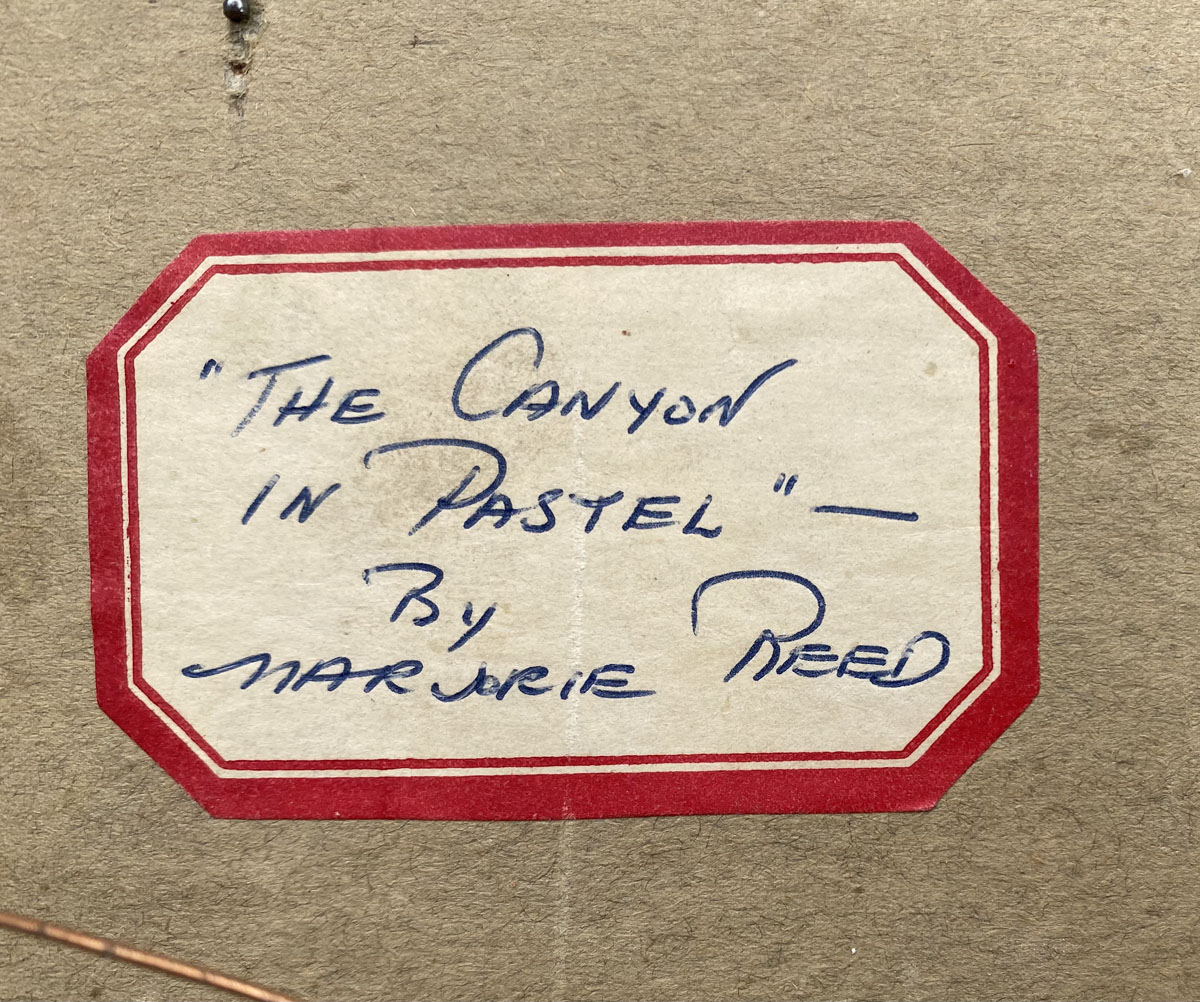 "THE CANYON
IN PASTEL" —
BY
MARJORIE REED